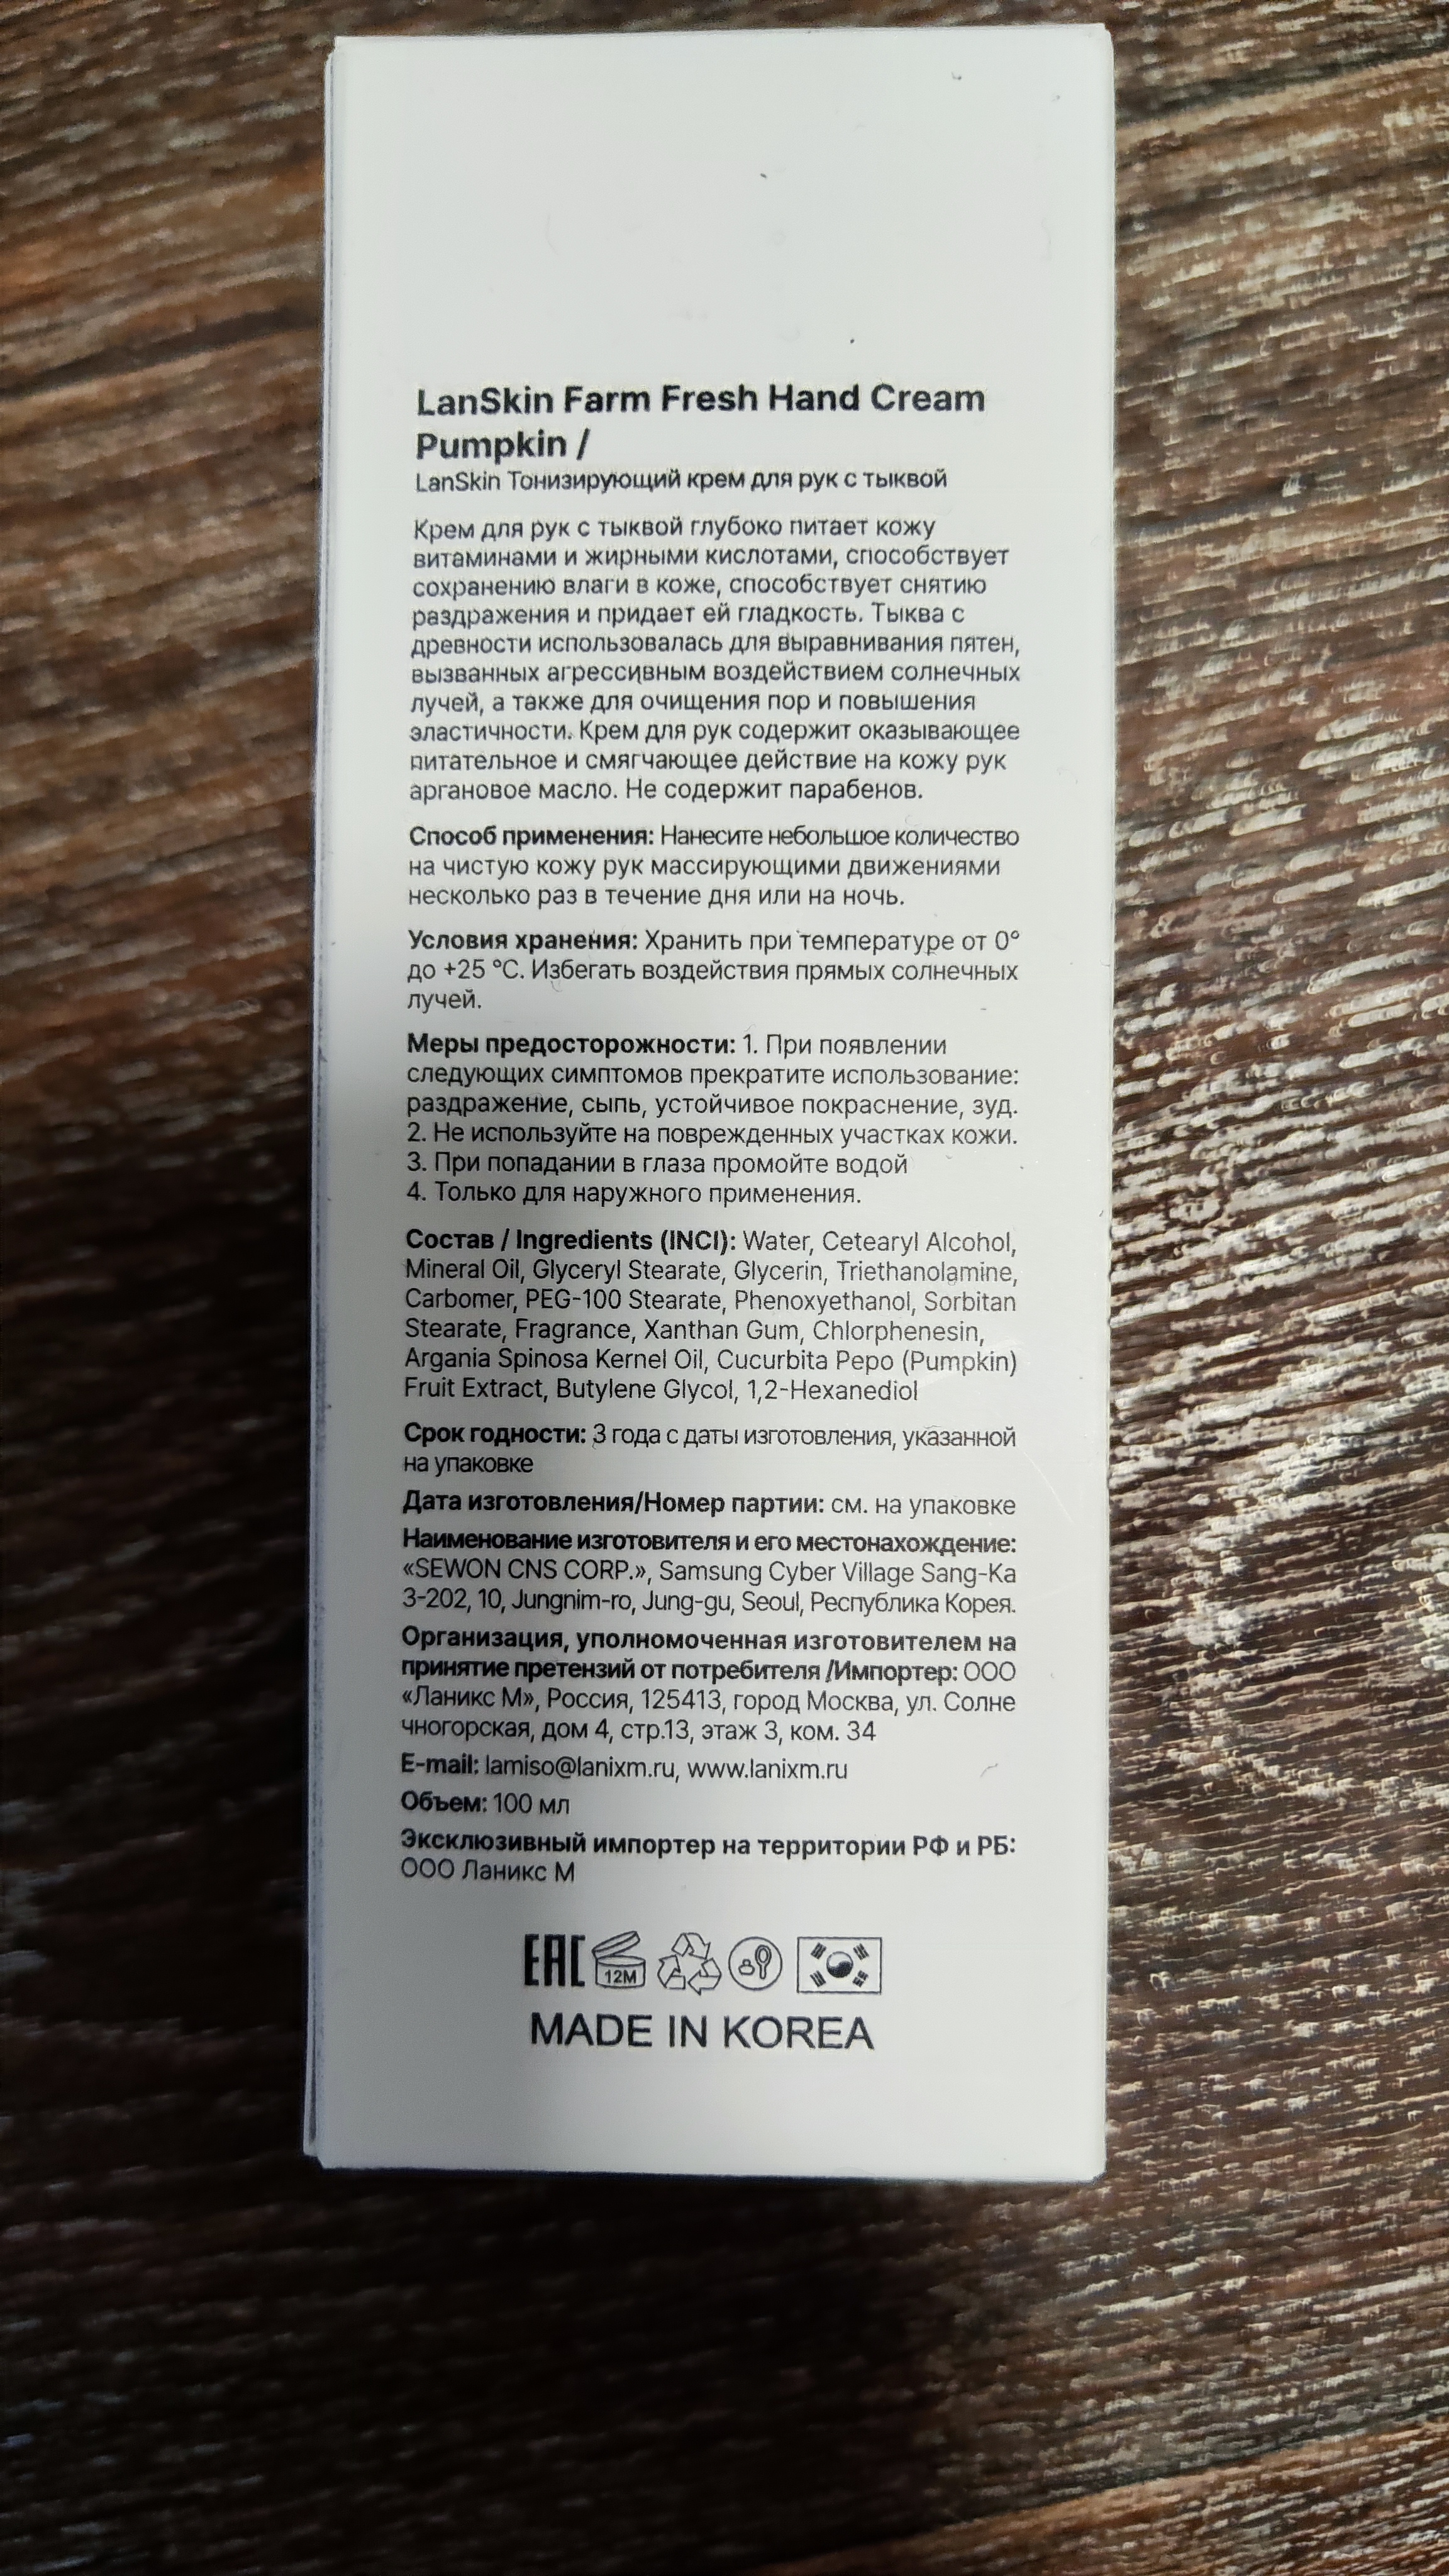 LanSkin Farm Fresh Hand Cream
Pumpkin /
LanSkin Тонизирующий крем для рук с тыквой
Крем для рук с тыквой глубоко питает кожу
витаминами и жирными кислотами, способствует
сохранению влаги в коже, способствует снятию
раздражения и придает ей гладкость. Тыква с
древности использовалась для выравнивания пятен,
вызванных агрессивным воздействием солнечных
лучей, а также для очищения пор и повышения
эластичности. Крем для рук содержит оказывающее
питательное и смягчающее действие на кожу рук
аргановое масло. Не содержит парабенов.
Способ применения: Нанесите небольшое количество
на чистую кожу рук массирующими движениями
несколько раз в течение дня или на ночь.
Условия хранения: Хранить при температуре от 0°
до +25 °C. Избегать воздействия прямых солнечных
лучей.
Меры предосторожности: 1. При появлении
следующих симптомов прекратите использование:
раздражение, сыпь, устойчивое покраснение, зуд.
2. Не используйте на поврежденных участках кожи.
3. При попадании в глаза промойте водой
4. Только для наружного применения.
Состав / Ingredients (INCI): Water, Cetearyl Alcohol,
Mineral Oil, Glyceryl Stearate, Glycerin, Triethanolamine,
Carbomer, PEG-100 Stearate, Phenoxyethanol, Sorbitan
Stearate, Fragrance, Xanthan Gum, Chlorphenesin,
Argania Spinosa Kernel Oil, Cucurbita Pepo (Pumpkin)
Fruit Extract, Butylene Glycol, 1,2-Hexanediol
Срок годности: 3 года с даты изготовления, указанной
на упаковке
Дата изготовления/Номер партии: см. на упаковке
Наименование изготовителя и его местонахождение:
«SEWON CNS CORP.», Samsung Cyber Village Sang-Ka
3-202, 10, Jungnim-ro, Jung-gu, Seoul, Республика Корея.
Организация, уполномоченная изготовителем на
принятие претензий от потребителя /Импортер: ООО
«Ланикс М», Россия, 125413, город Москва, ул. Солне
чногорская, дом 4, стр.13, этаж 3, ком. 34
E-mail: lamiso@lanixm.ru, www.lanixm.ru
Объем: 100 мл
Эксклюзивный импортер на территории РФ и РБ:
ООО Ланикс М
EAC 12M
MADE IN KOREA